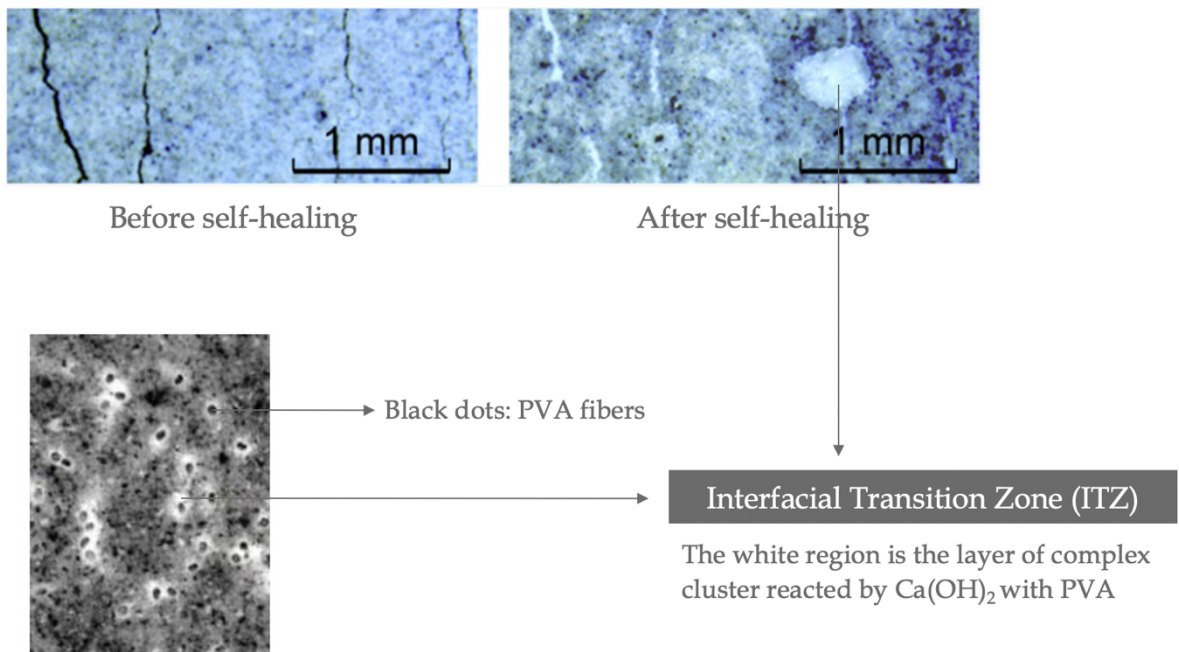 1 mm
1 mm
Before self-healing
After self-healing
Black dots: PVA fibers
Interfacial Transition Zone (ITZ)
The white region is the layer of complex
cluster reacted by Ca(OH)₂ with PVA